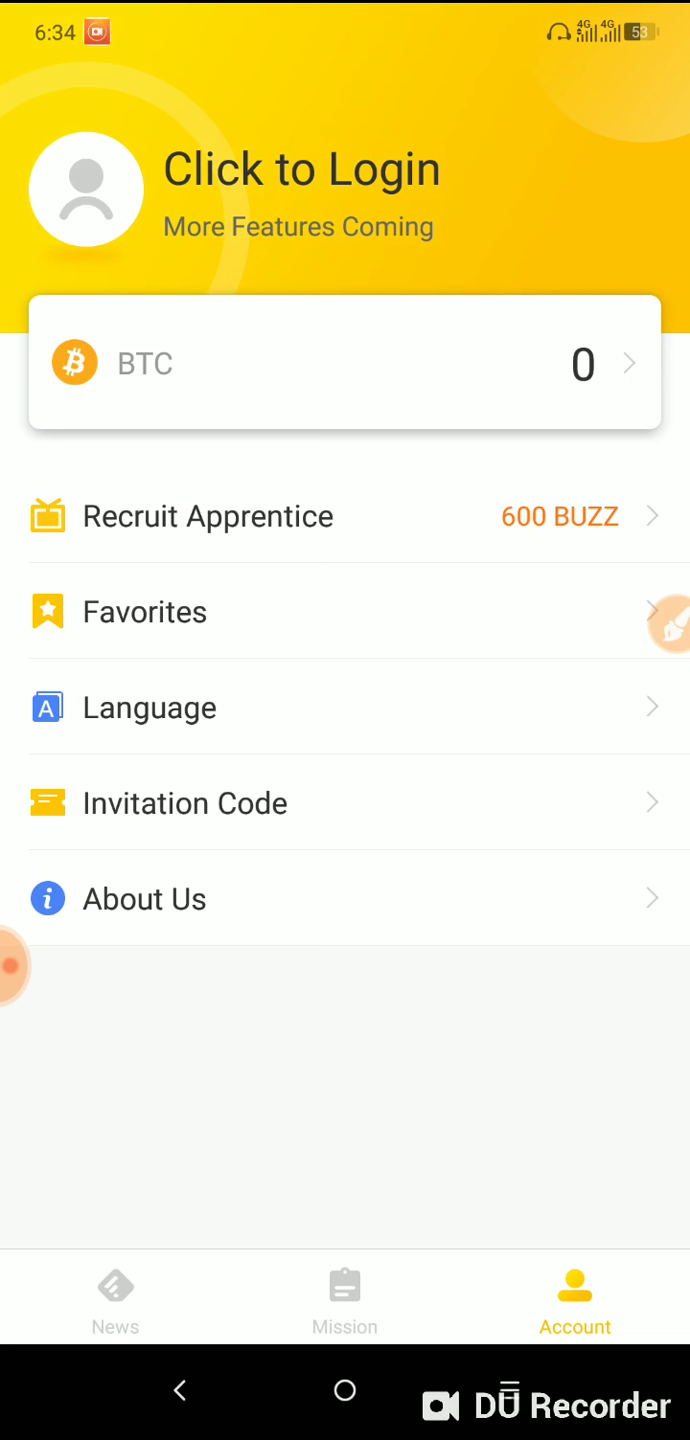 6:34
4G 4G 53
Click to Login
More Features Coming
BTC 0
Recruit Apprentice 600 BUZZ
Favorites
A Language
Invitation Code
i About Us
News Mission Account
DU Recorder